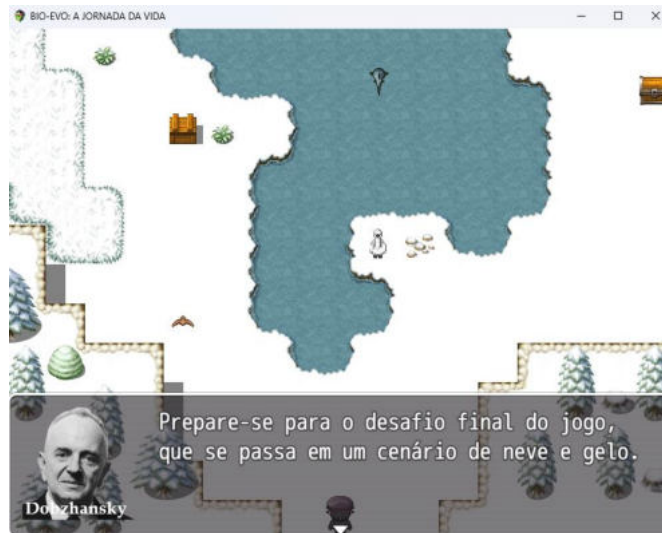 BIO-EVO: A JORNADA DA VIDA
Prepare-se para o desafio final do jogo,
que se passa em um cenário de neve e gelo.
Dobzhansky